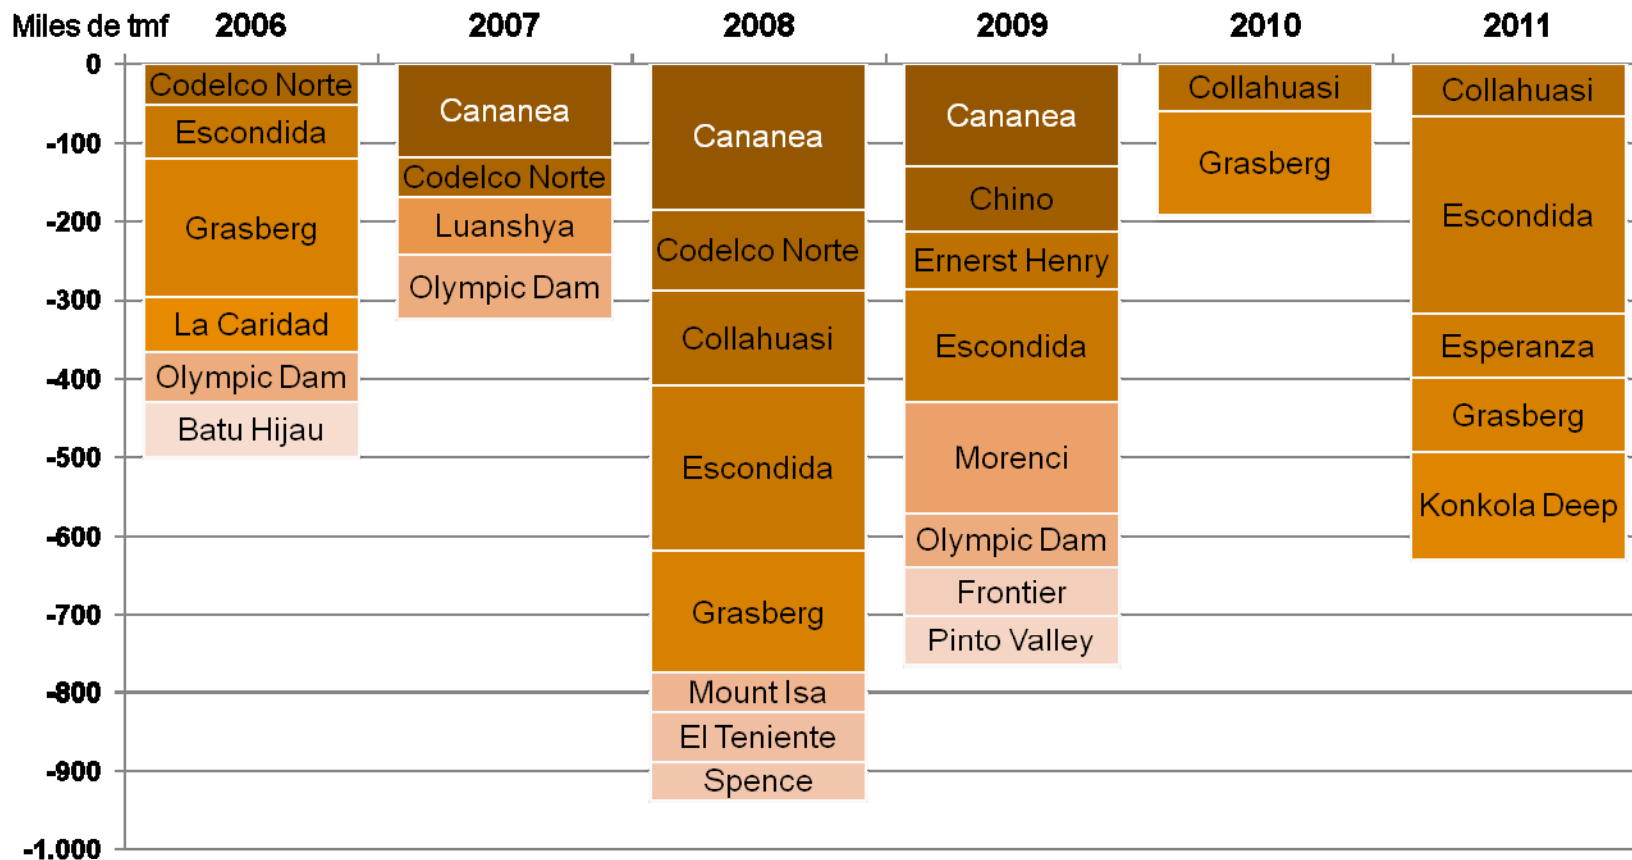 Miles de tmf 2006 2007 2008 2009 2010 2011
0
-100
-200
-300
-400
-500
-600
-700
-800
-900
-1.000
Codelco Norte
Escondida
Grasberg
La Caridad
Olympic Dam
Batu Hijau
Cananea
Codelco Norte
Luanshya
Olympic Dam
Cananea
Codelco Norte
Collahuasi
Escondida
Grasberg
Mount Isa
El Teniente
Spence
Cananea
Chino
Ernerst Henry
Escondida
Morenci
Olympic Dam
Frontier
Pinto Valley
Collahuasi
Grasberg
Collahuasi
Escondida
Esperanza
Grasberg
Konkola Deep